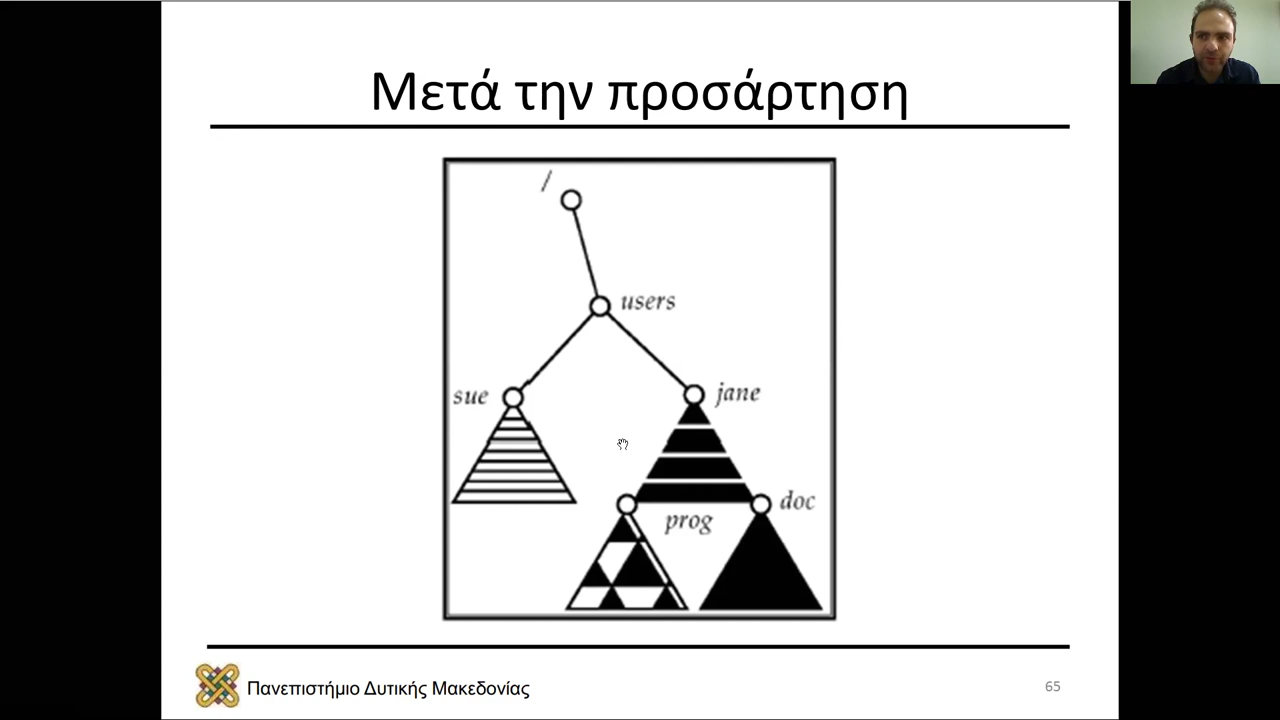 Μετά την προσάρτηση
/
users
sue
jane
prog
doc
Πανεπιστήμιο Δυτικής Μακεδονίας
65